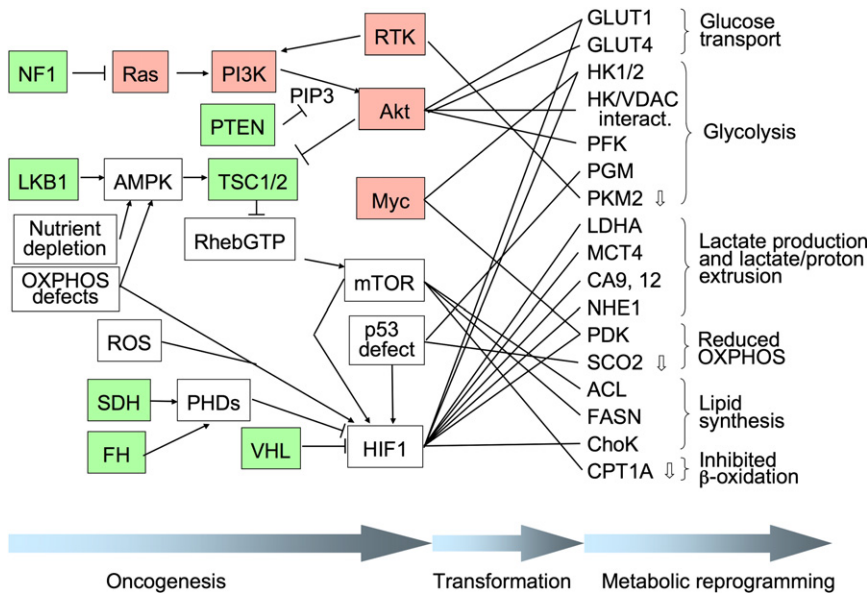 GLUT1
GLUT4
Glucose
transport
RTK
NF1
Ras
PI3K
HK1/2
PIP3
Akt
HK/VDAC
interact.
PTEN
PFK
Glycolysis
PGM
LKB1
AMPK
TSC1/2
Myc
PKM2 ⇩
Nutrient
depletion
RhebGTP
LDHA
MCT4
Lactate production
and lactate/proton
extrusion
OXPHOS
defects
mTOR
CA9, 12
NHE1
ROS
p53
defect
PDK
SCO2 ⇩
Reduced
OXPHOS
SDH
PHDs
ACL
FASN
Lipid
synthesis
FH
VHL
HIF1
ChoK
CPT1A ⇩
Inhibited
β-oxidation
Oncogenesis
Transformation
Metabolic reprogramming